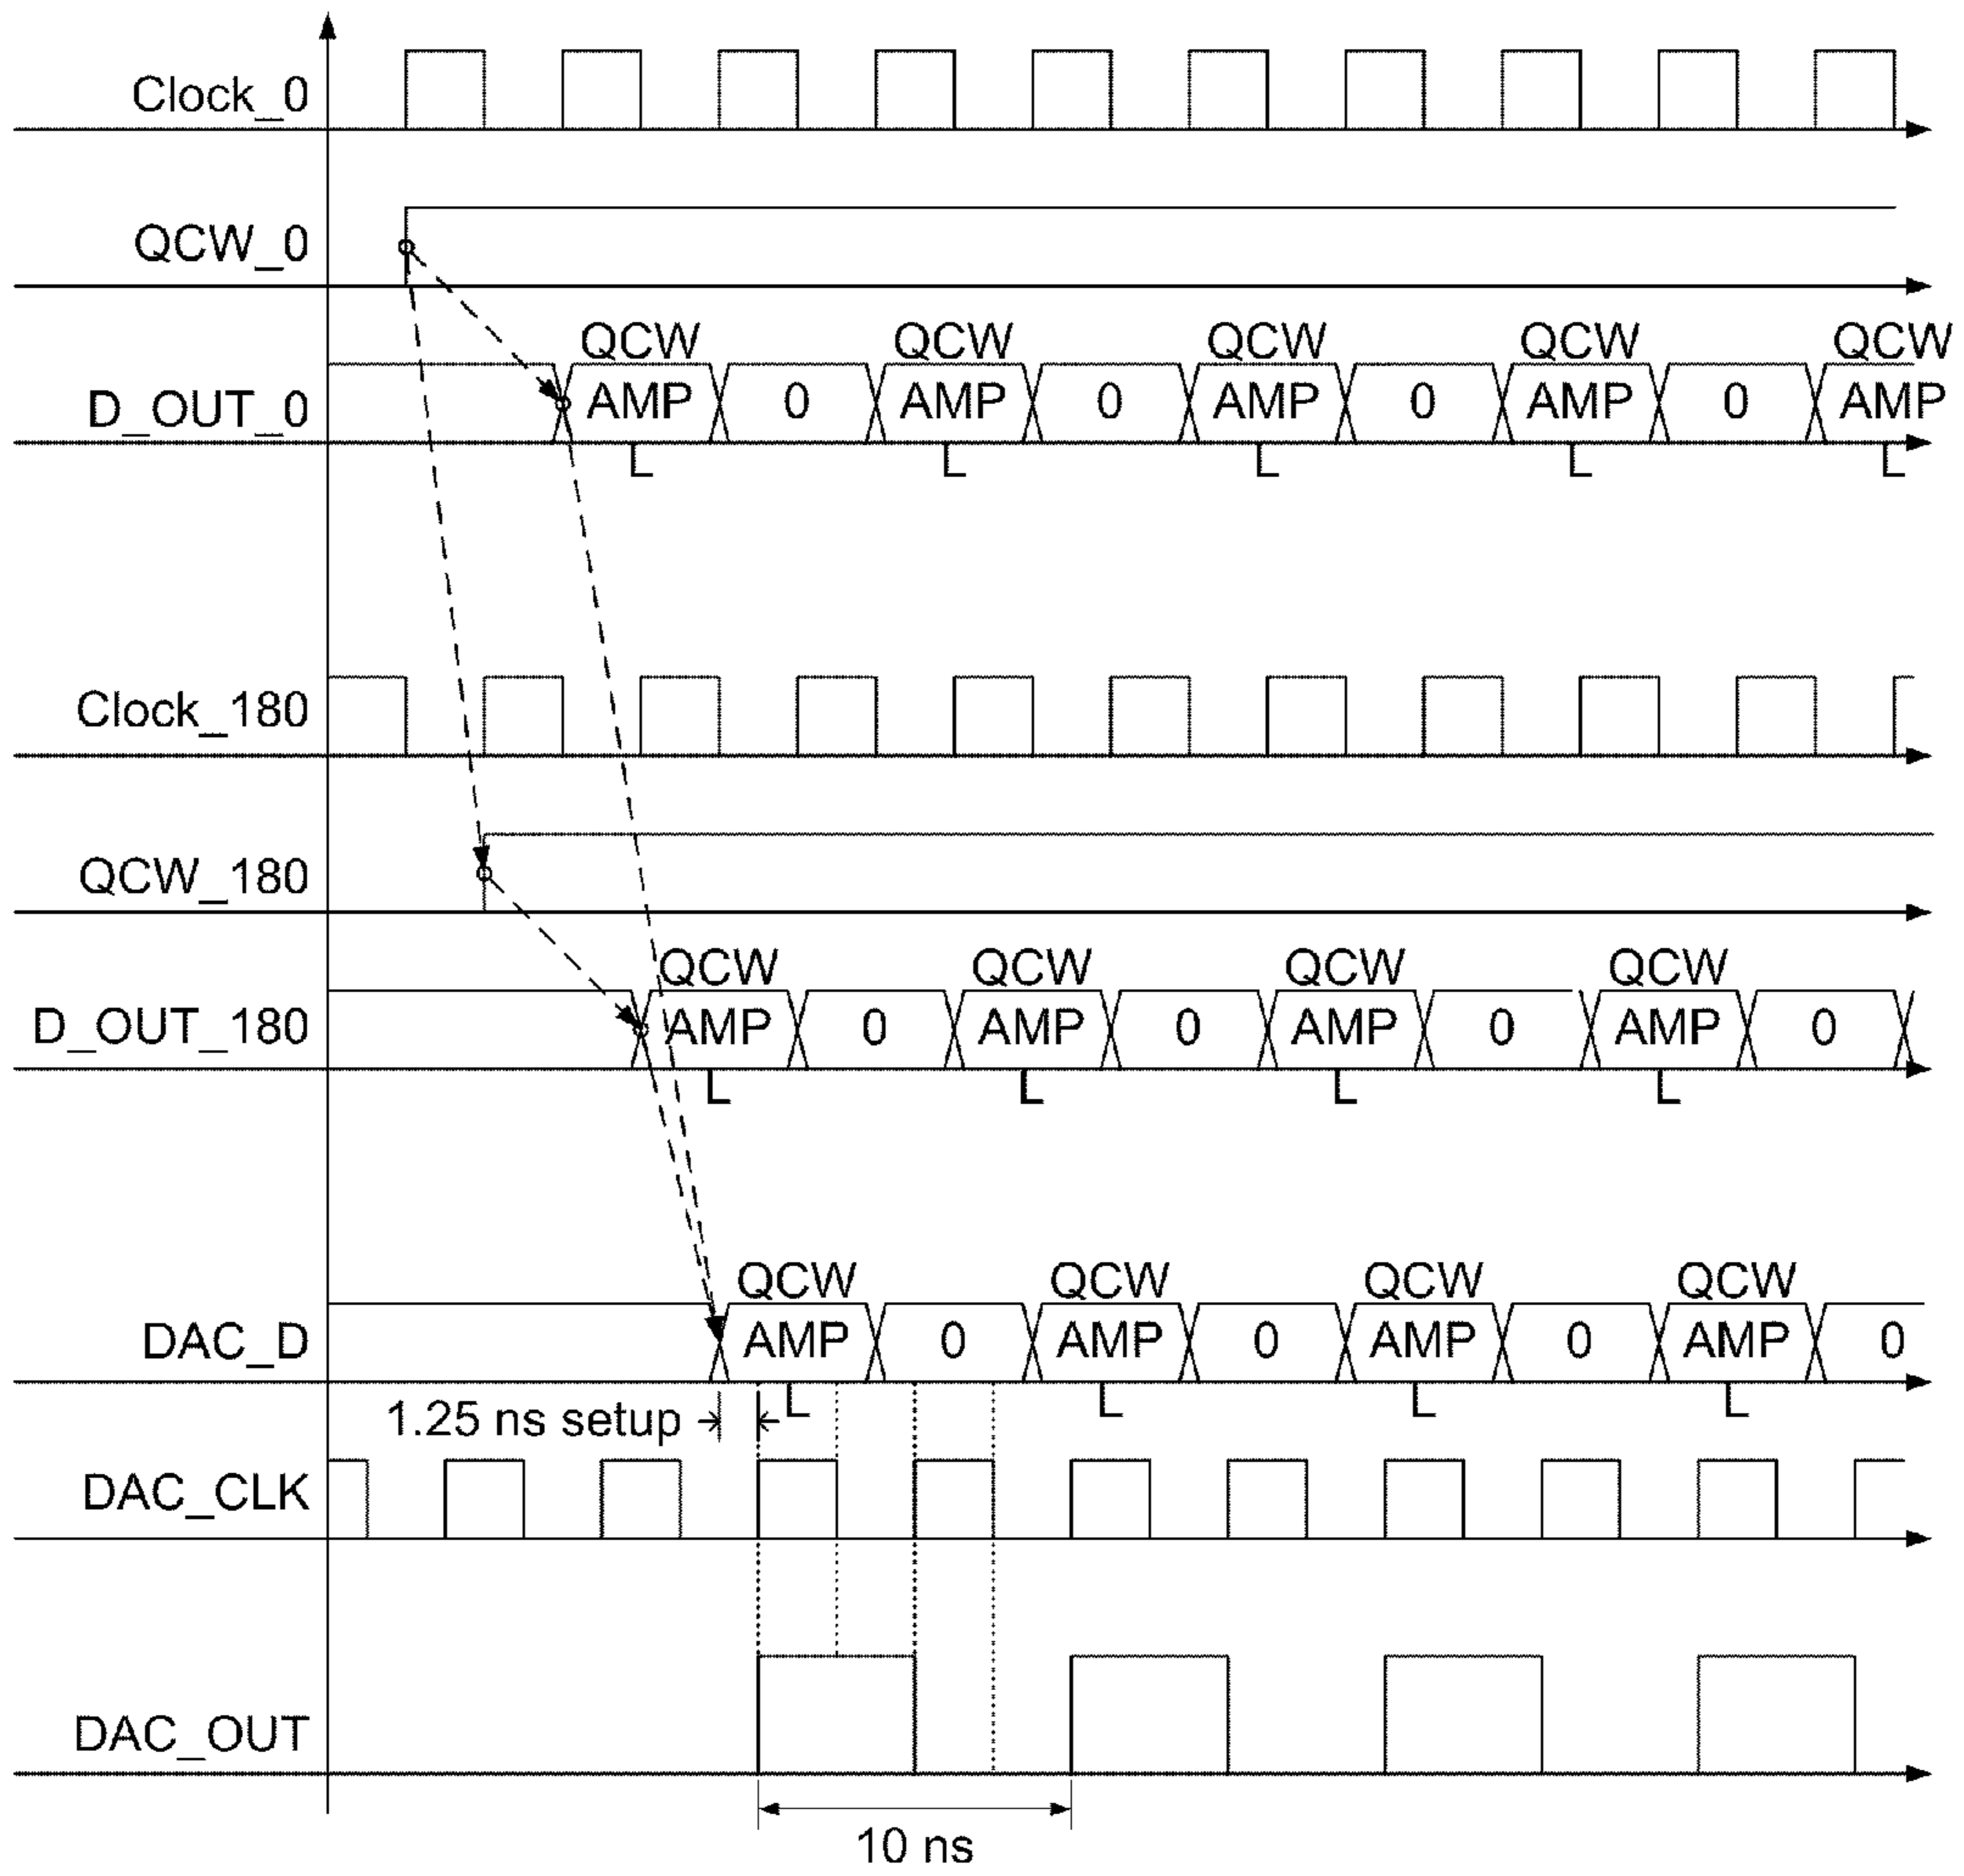 Clock_0
QCW_0
QCW QCW QCW QCW QCW
D_OUT_0 AMP 0 AMP 0 AMP 0 AMP 0 AMP
L L L L L
Clock_180
QCW_180
QCW QCW QCW QCW
D_OUT_180 AMP 0 AMP 0 AMP 0 AMP 0
L L L L
QCW QCW QCW QCW
DAC_D AMP 0 AMP 0 AMP 0 AMP 0
1.25 ns setup L L L L
DAC_CLK
DAC_OUT
10 ns